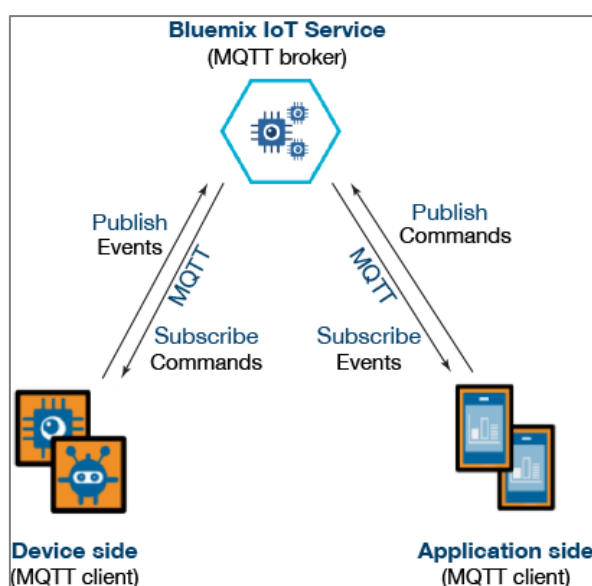 Bluemix IoT Service
(MQTT broker)
Publish
Events
MQTT
Subscribe
Commands
Publish
Commands
MQTT
Subscribe
Events
Device side
(MQTT client)
Application side
(MQTT client)